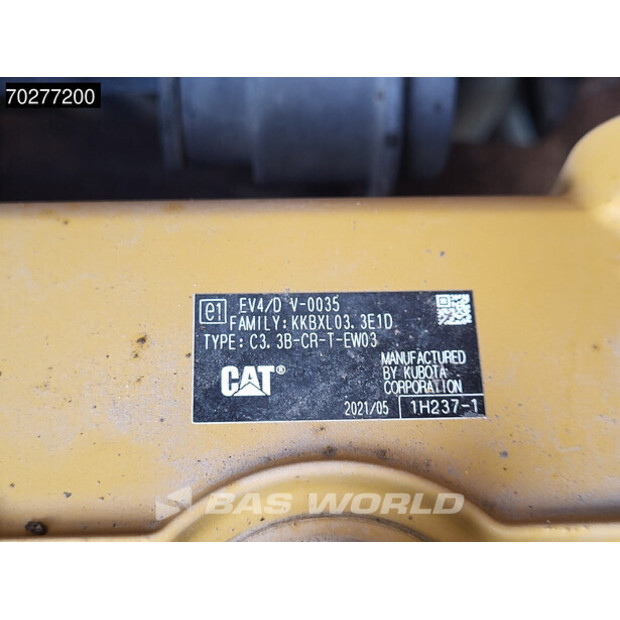 70277200
e1 EV4/D V-0035
FAMILY:KKBXL03.3E1D
TYPE: C3.3B-CR-T-EW03
CAT®
MANUFACTURED
BY KUBOTA
CORPORATION
2021/05 1H237-1
BAS WORLD